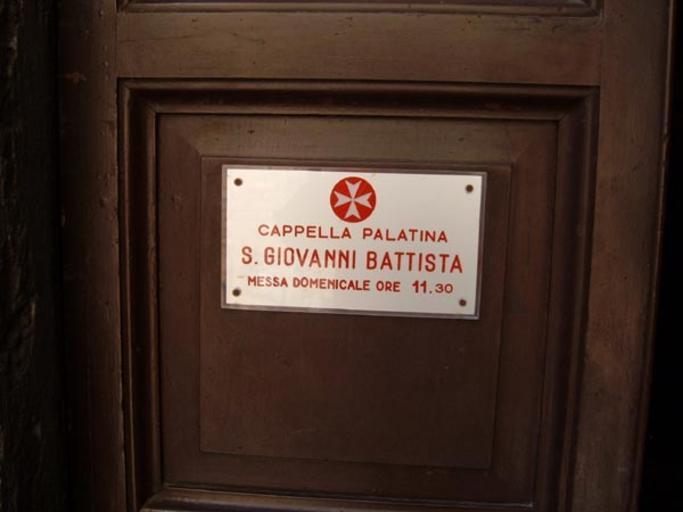 CAPPELLA PALATINA
S. GIOVANNI BATTISTA
MESSA DOMENICALE ORE 11.30